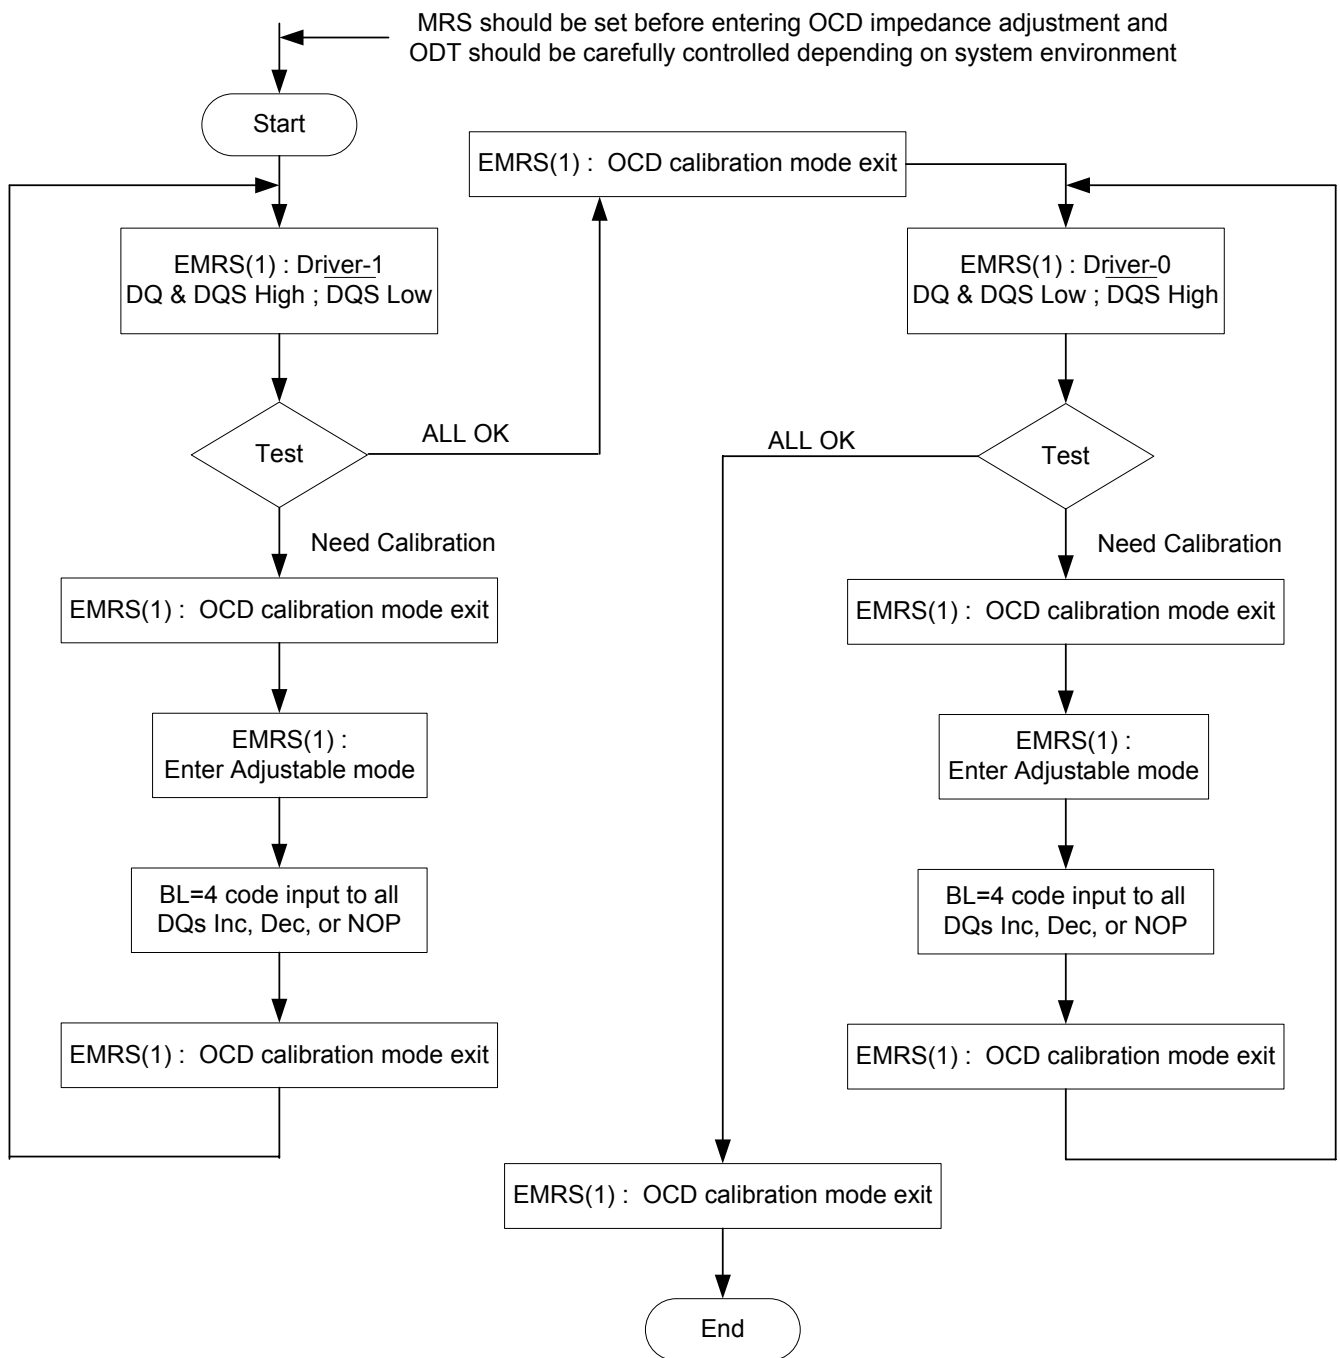 MRS should be set before entering OCD impedance adjustment and
ODT should be carefully controlled depending on system environment
Start
EMRS(1) : Driver-1
DQ & DQS High ; D̅Q̅S̅ Low
Test
ALL OK
Need Calibration
EMRS(1) : OCD calibration mode exit
EMRS(1) :
Enter Adjustable mode
BL=4 code input to all
DQs Inc, Dec, or NOP
EMRS(1) : OCD calibration mode exit
EMRS(1) : OCD calibration mode exit
EMRS(1) : Driver-0
DQ & DQS Low ; D̅Q̅S̅ High
Test
ALL OK
Need Calibration
EMRS(1) : OCD calibration mode exit
EMRS(1) :
Enter Adjustable mode
BL=4 code input to all
DQs Inc, Dec, or NOP
EMRS(1) : OCD calibration mode exit
EMRS(1) : OCD calibration mode exit
End